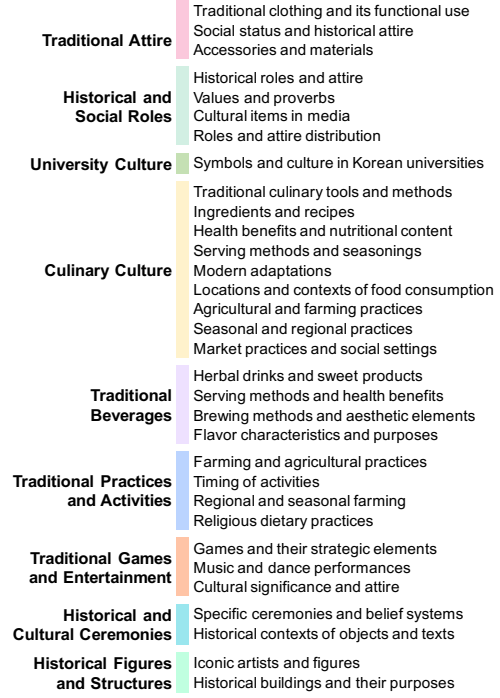 Traditional Attire
Traditional clothing and its functional use
Social status and historical attire
Accessories and materials
Historical and
Social Roles
Historical roles and attire
Values and proverbs
Cultural items in media
Roles and attire distribution
University Culture
Symbols and culture in Korean universities
Culinary Culture
Traditional culinary tools and methods
Ingredients and recipes
Health benefits and nutritional content
Serving methods and seasonings
Modern adaptations
Locations and contexts of food consumption
Agricultural and farming practices
Seasonal and regional practices
Market practices and social settings
Traditional
Beverages
Herbal drinks and sweet products
Serving methods and health benefits
Brewing methods and aesthetic elements
Flavor characteristics and purposes
Traditional Practices
and Activities
Farming and agricultural practices
Timing of activities
Regional and seasonal farming
Religious dietary practices
Traditional Games
and Entertainment
Games and their strategic elements
Music and dance performances
Cultural significance and attire
Historical and
Cultural Ceremonies
Specific ceremonies and belief systems
Historical contexts of objects and texts
Historical Figures
and Structures
Iconic artists and figures
Historical buildings and their purposes